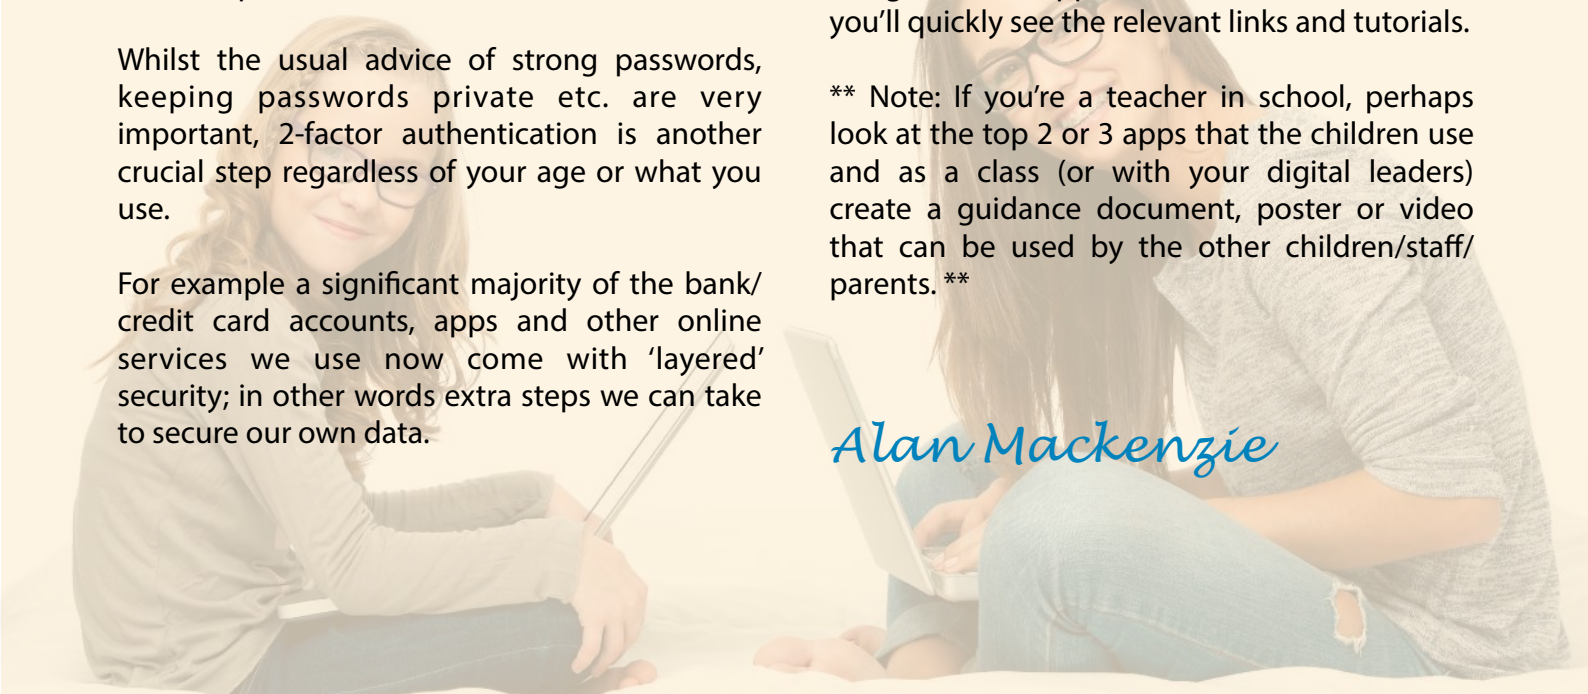 Whilst the usual advice of strong passwords,
keeping passwords private etc. are very
important, 2-factor authentication is another
crucial step regardless of your age or what you
use.
For example a significant majority of the bank/
credit card accounts, apps and other online
services we use now come with ‘layered’
security; in other words extra steps we can take
to secure our own data.
you’ll quickly see the relevant links and tutorials.
** Note: If you’re a teacher in school, perhaps
look at the top 2 or 3 apps that the children use
and as a class (or with your digital leaders)
create a guidance document, poster or video
that can be used by the other children/staff/
parents. **
Alan Mackenzie